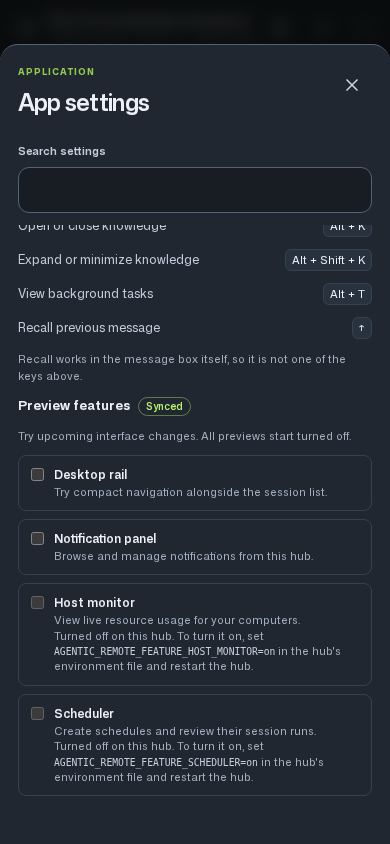 APPLICATION
App settings
Search settings
Open or close knowledge
Alt + K
Expand or minimize knowledge
Alt + Shift + K
View background tasks
Alt + T
Recall previous message
↑
Recall works in the message box itself, so it is not one of the
keys above.
Preview features
Synced
Try upcoming interface changes. All previews start turned off.
Desktop rail
Try compact navigation alongside the session list.
Notification panel
Browse and manage notifications from this hub.
Host monitor
View live resource usage for your computers.
Turned off on this hub. To turn it on, set
AGENTIC_REMOTE_FEATURE_HOST_MONITOR=on in the hub's
environment file and restart the hub.
Scheduler
Create schedules and review their session runs.
Turned off on this hub. To turn it on, set
AGENTIC_REMOTE_FEATURE_SCHEDULER=on in the hub's
environment file and restart the hub.